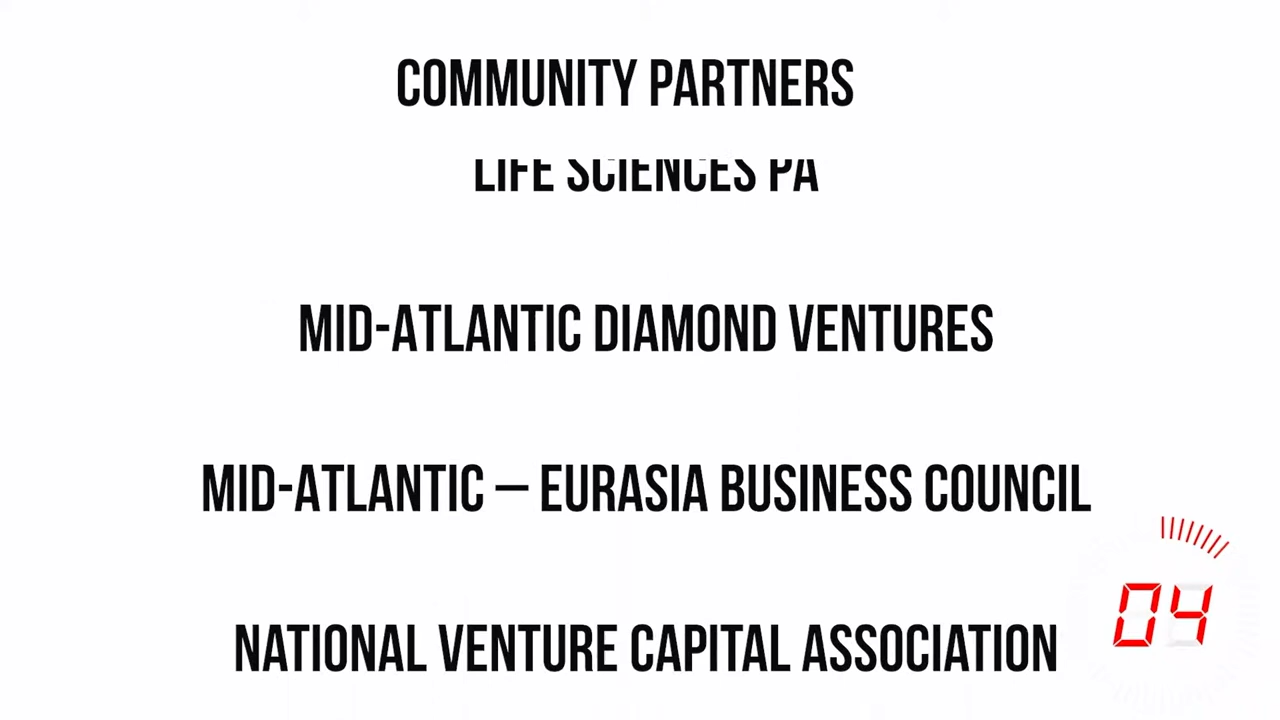 COMMUNITY PARTNERS
LIFE SCIENCES PA
MID-ATLANTIC DIAMOND VENTURES
MID-ATLANTIC – EURASIA BUSINESS COUNCIL
NATIONAL VENTURE CAPITAL ASSOCIATION
04